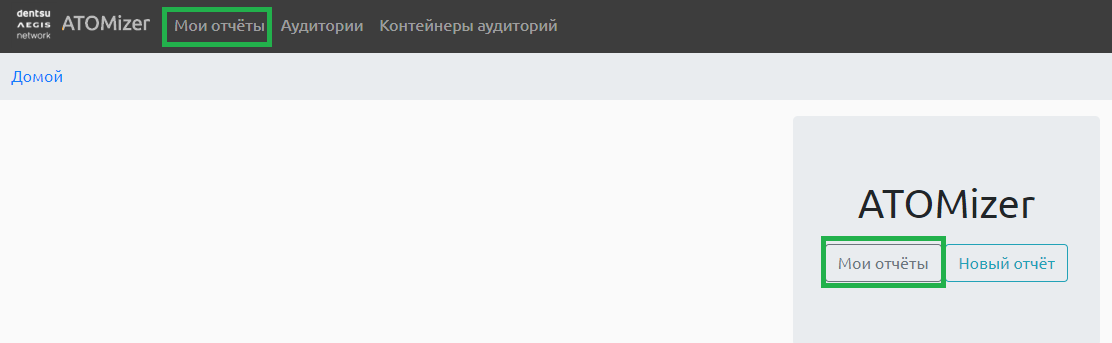 dentsu
AEGIS
network
ATOMizer
Мои отчёты
Аудитории
Контейнеры аудиторий
Домой
ATOMizer
Мои отчёты
Новый отчёт